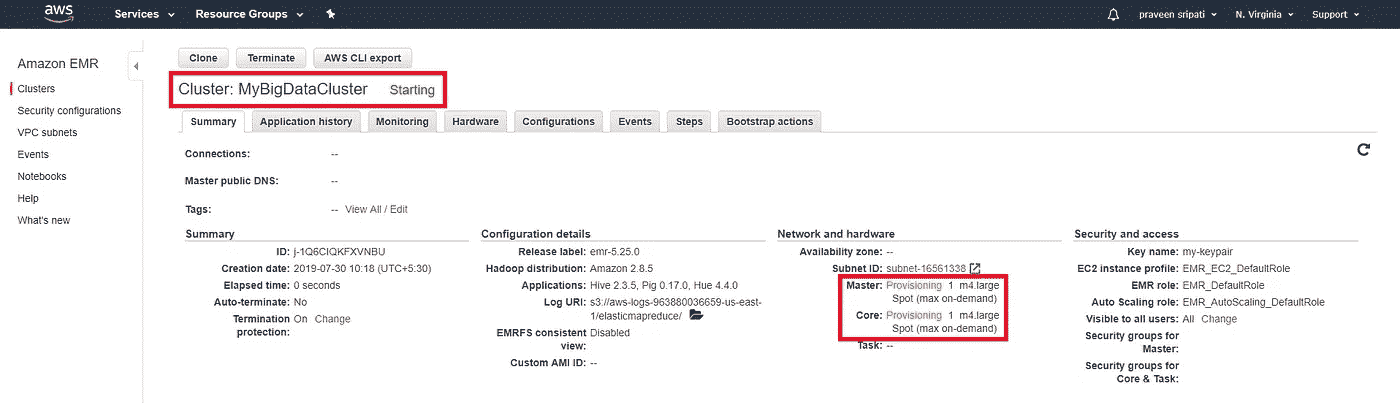 aws Services Resource Groups praveen sripati N. Virginia Support
Amazon EMR
Clusters
Security configurations
VPC subnets
Events
Notebooks
Help
What's new
Clone Terminate AWS CLI export
Cluster: MyBigDataCluster Starting
Summary Application history Monitoring Hardware Configurations Events Steps Bootstrap actions
Connections: --
Master public DNS: --
Tags: -- View All / Edit
Summary
ID: j-1Q6CIQKFXVNBU
Creation date: 2019-07-30 10:18 (UTC+5:30)
Elapsed time: 0 seconds
Auto-terminate: No
Termination On Change
protection:
Configuration details
Release label: emr-5.25.0
Hadoop distribution: Amazon 2.8.5
Applications: Hive 2.3.5, Pig 0.17.0, Hue 4.4.0
Log URI: s3://aws-logs-963880036659-us-east-
1/elasticmapreduce/
EMRFS consistent Disabled
view:
Custom AMI ID: --
Network and hardware
Availability zone: --
Subnet ID: subnet-16561338
Master: Provisioning 1 m4.large
Spot (max on-demand)
Core: Provisioning 1 m4.large
Spot (max on-demand)
Task: --
Security and access
Key name: my-keypair
EC2 instance profile: EMR_EC2_DefaultRole
EMR role: EMR_DefaultRole
Auto Scaling role: EMR_AutoScaling_DefaultRole
Visible to all users: All Change
Security groups for
Master:
Security groups for
Core & Task: